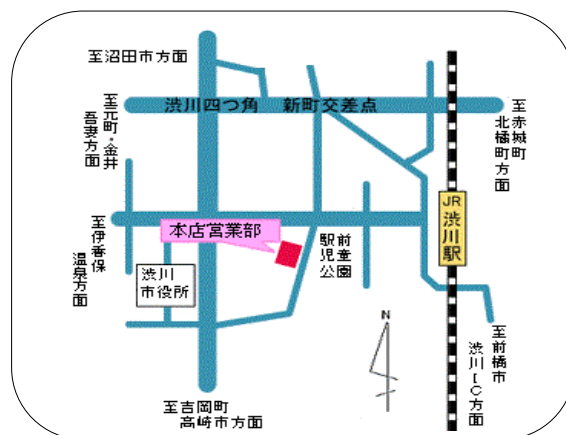 至沼田市方面
渋川四つ角 新町交差点
至元町・金井
吾妻方面
至赤城町
北橘町方面
JR渋川駅
本店営業部
至伊香保
温泉方面
駅前
児童
公園
渋川
市役所
N
至前橋市
渋川IC方面
至吉岡町
高崎市方面